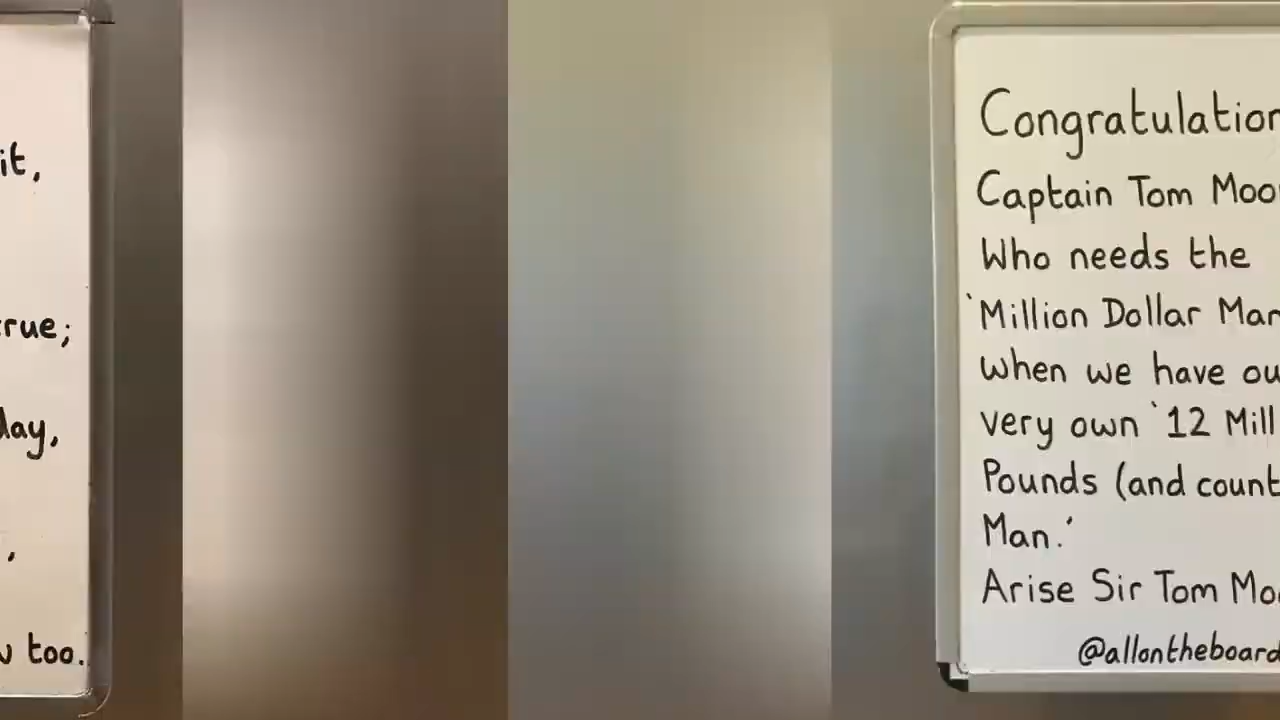 it,
rue;
day,
,
too.
Congratulation
Captain Tom Moo
Who needs the
`Million Dollar Man
When we have ou
very own `12 Mill
Pounds (and count
Man.'
Arise Sir Tom Mo
@allontheboard